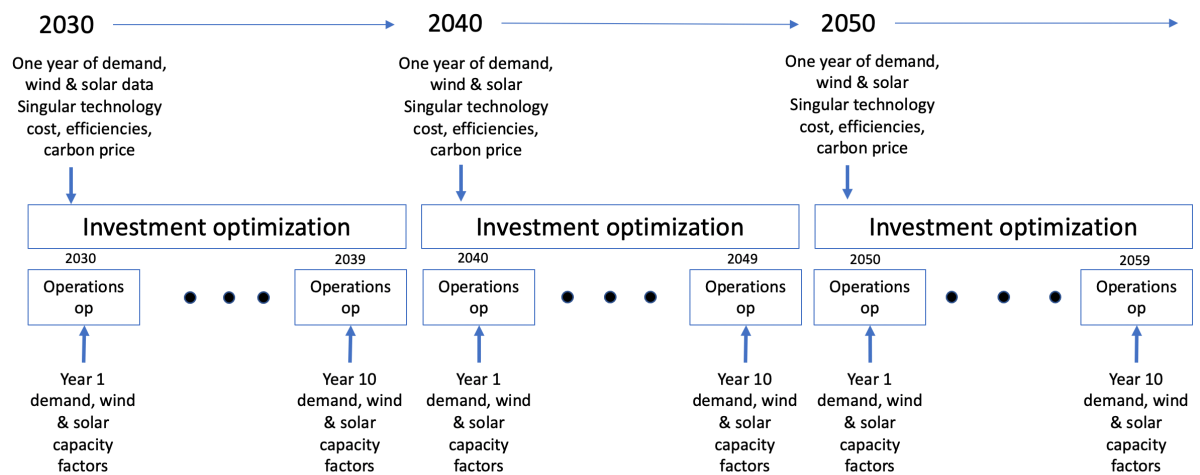 2030
2040
2050
One year of demand,
wind & solar data
Singular technology
cost, efficiencies,
carbon price
One year of demand,
wind & solar
Singular technology
cost, efficiencies,
carbon price
One year of demand,
wind & solar
Singular technology
cost, efficiencies,
carbon price
Investment optimization
Investment optimization
Investment optimization
2030
2039
2040
2049
2050
2059
Operations
op
Operations
op
Operations
op
Operations
op
Operations
op
Operations
op
Year 1
demand, wind
& solar
capacity
factors
Year 10
demand, wind
& solar
capacity
factors
Year 1
demand, wind
& solar
capacity
factors
Year 10
demand, wind
& solar
capacity
factors
Year 1
demand, wind
& solar
capacity
factors
Year 10
demand, wind
& solar
capacity
factors